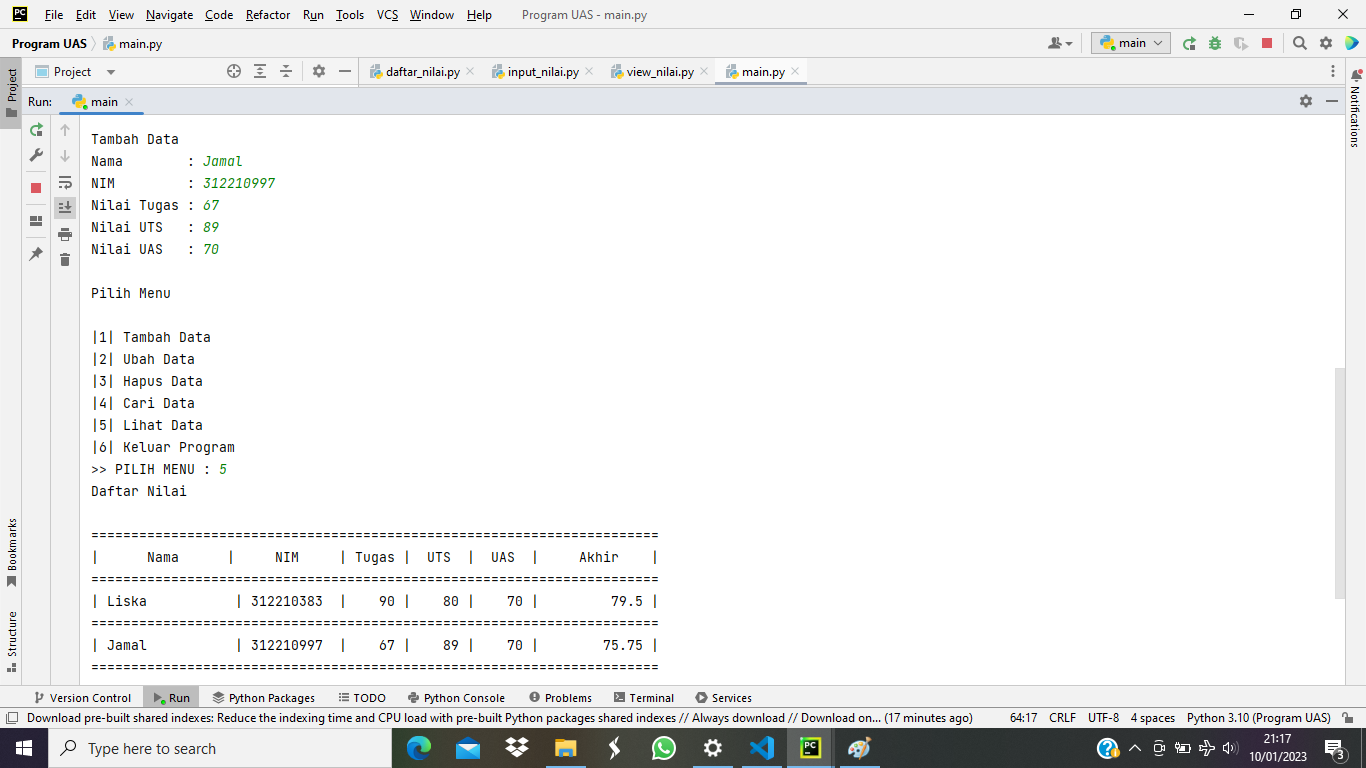 PC File Edit View Navigate Code Refactor Run Tools VCS Window Help Program UAS - main.py
Program UAS main.py main
Project Project daftar_nilai.py input_nilai.py view_nilai.py main.py
Run: main
Notifications
Tambah Data
Nama : Jamal
NIM : 312210997
Nilai Tugas : 67
Nilai UTS : 89
Nilai UAS : 70
Pilih Menu
|1| Tambah Data
|2| Ubah Data
|3| Hapus Data
|4| Cari Data
|5| Lihat Data
|6| Keluar Program
>> PILIH MENU : 5
Daftar Nilai
=======================================================================
| Nama | NIM | Tugas | UTS | UAS | Akhir |
=======================================================================
| Liska | 312210383 | 90 | 80 | 70 | 79.5 |
=======================================================================
| Jamal | 312210997 | 67 | 89 | 70 | 75.75 |
=======================================================================
Bookmarks
Structure
Version Control Run Python Packages TODO Python Console Problems Terminal Services
Download pre-built shared indexes: Reduce the indexing time and CPU load with pre-built Python packages shared indexes // Always download // Download on... (17 minutes ago) 64:17 CRLF UTF-8 4 spaces Python 3.10 (Program UAS)
Type here to search PC 21:17
10/01/2023 3